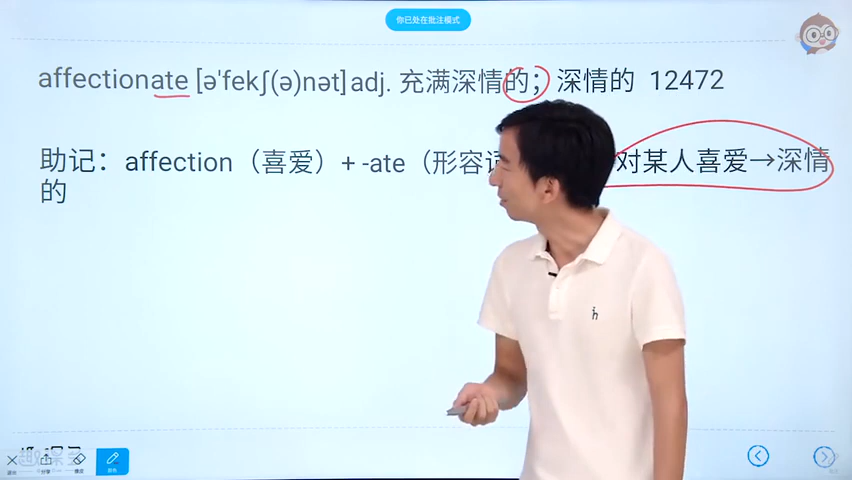 你已处在批注模式
affectionate [ə'fekʃ(ə)nət] adj. 充满深情的；深情的 12472
助记：affection（喜爱）+ -ate（形容词 对某人喜爱→深情
的